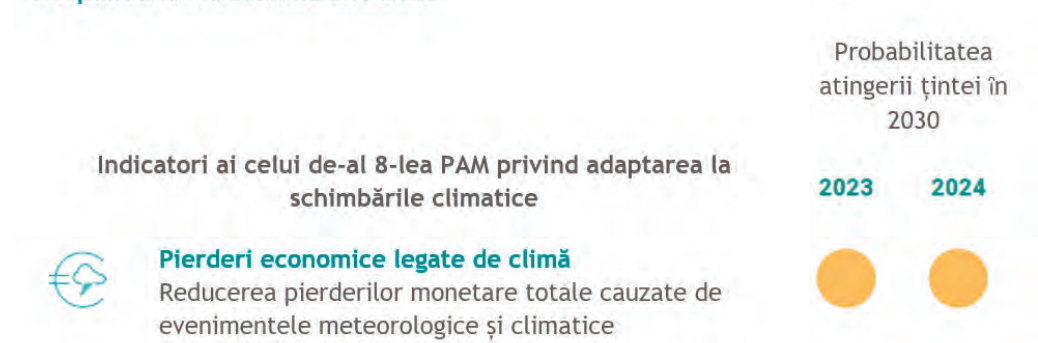 Probabilitatea
atingerii țintei în
2030
Indicatori ai celui de-al 8-lea PAM privind adaptarea la
schimbările climatice
2023 2024
Pierderi economice legate de climă
Reducerea pierderilor monetare totale cauzate de
evenimentele meteorologice și climatice